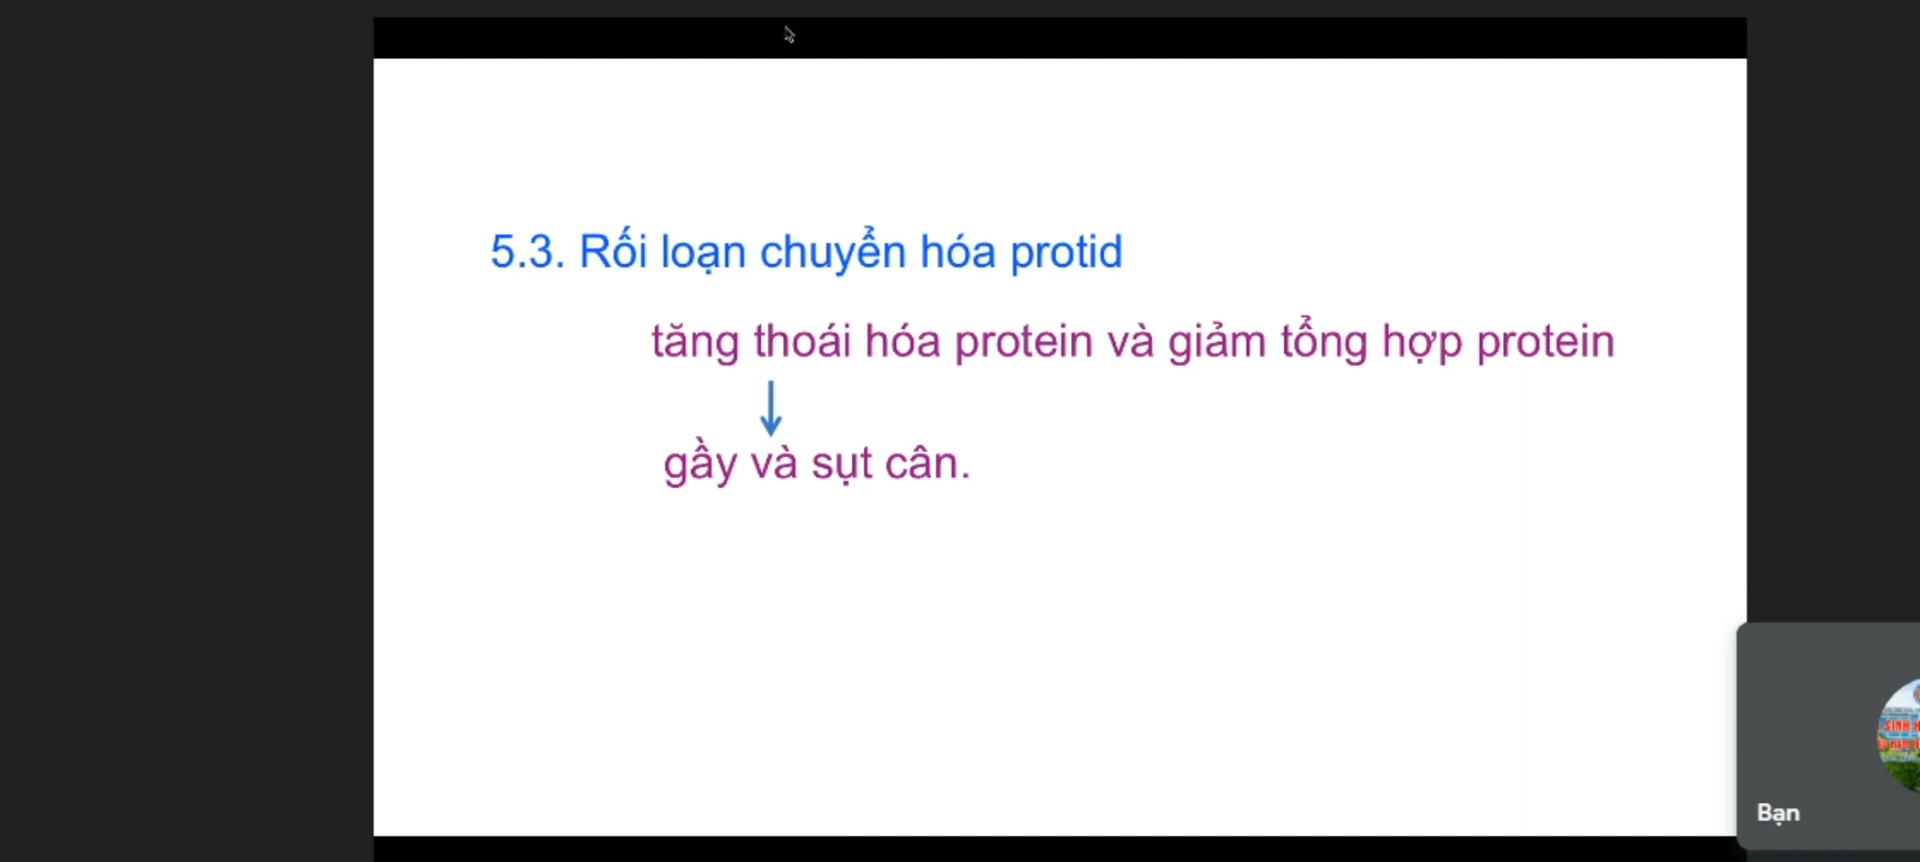 5.3. Rối loạn chuyển hóa protid
tăng thoái hóa protein và giảm tổng hợp protein
gầy và sụt cân.
SINH H
Bạn